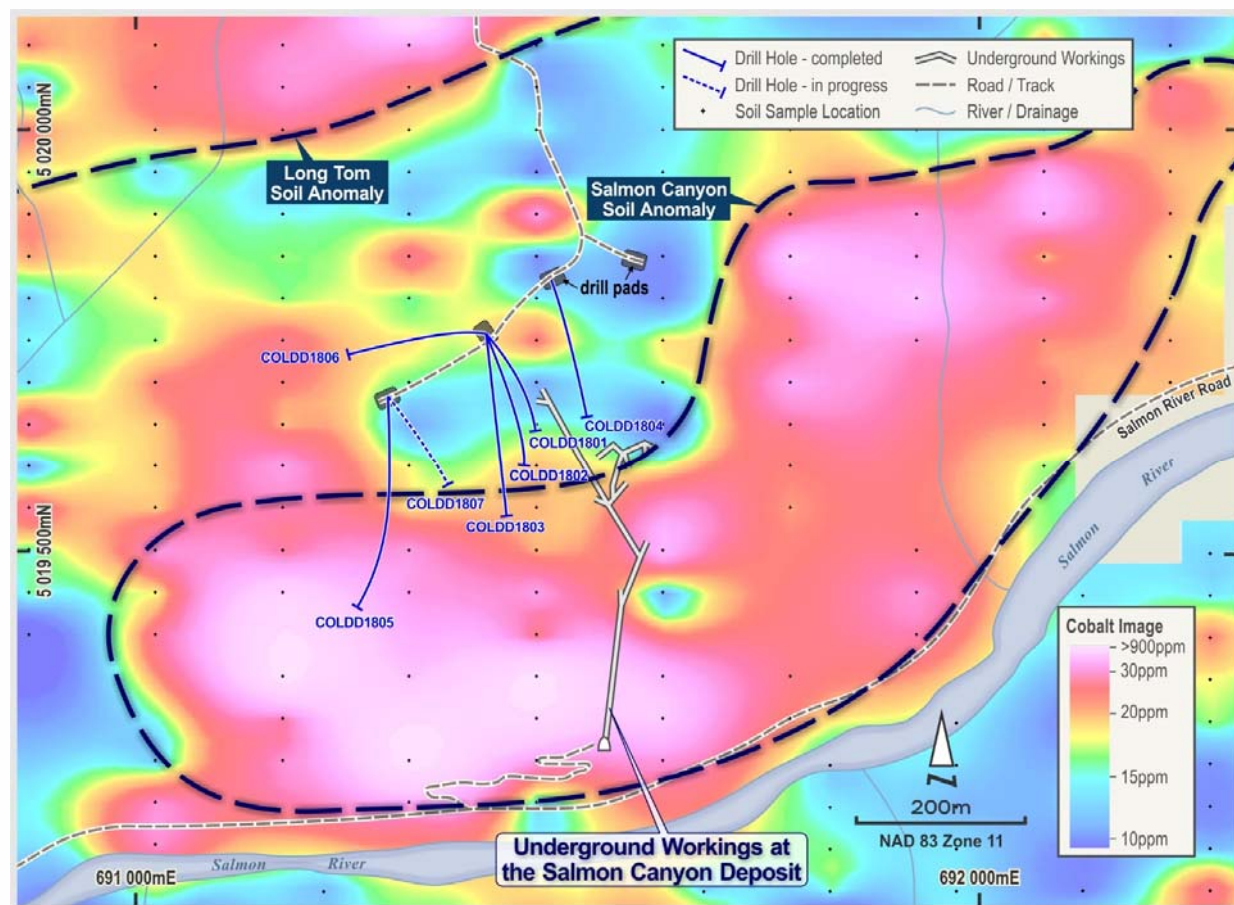 Drill Hole - completed
Drill Hole - in progress
Soil Sample Location
Underground Workings
Road / Track
River / Drainage
5 020 000mN
Long Tom
Soil Anomaly
Salmon Canyon
Soil Anomaly
drill pads
COLDD1806
COLDD1804
COLDD1801
COLDD1802
COLDD1807
COLDD1803
COLDD1805
Salmon River Road
Salmon
River
5 019 500mN
Cobalt Image
>900ppm
30ppm
20ppm
15ppm
10ppm
N
200m
NAD 83 Zone 11
Underground Workings at
the Salmon Canyon Deposit
Salmon River
691 000mE
692 000mE